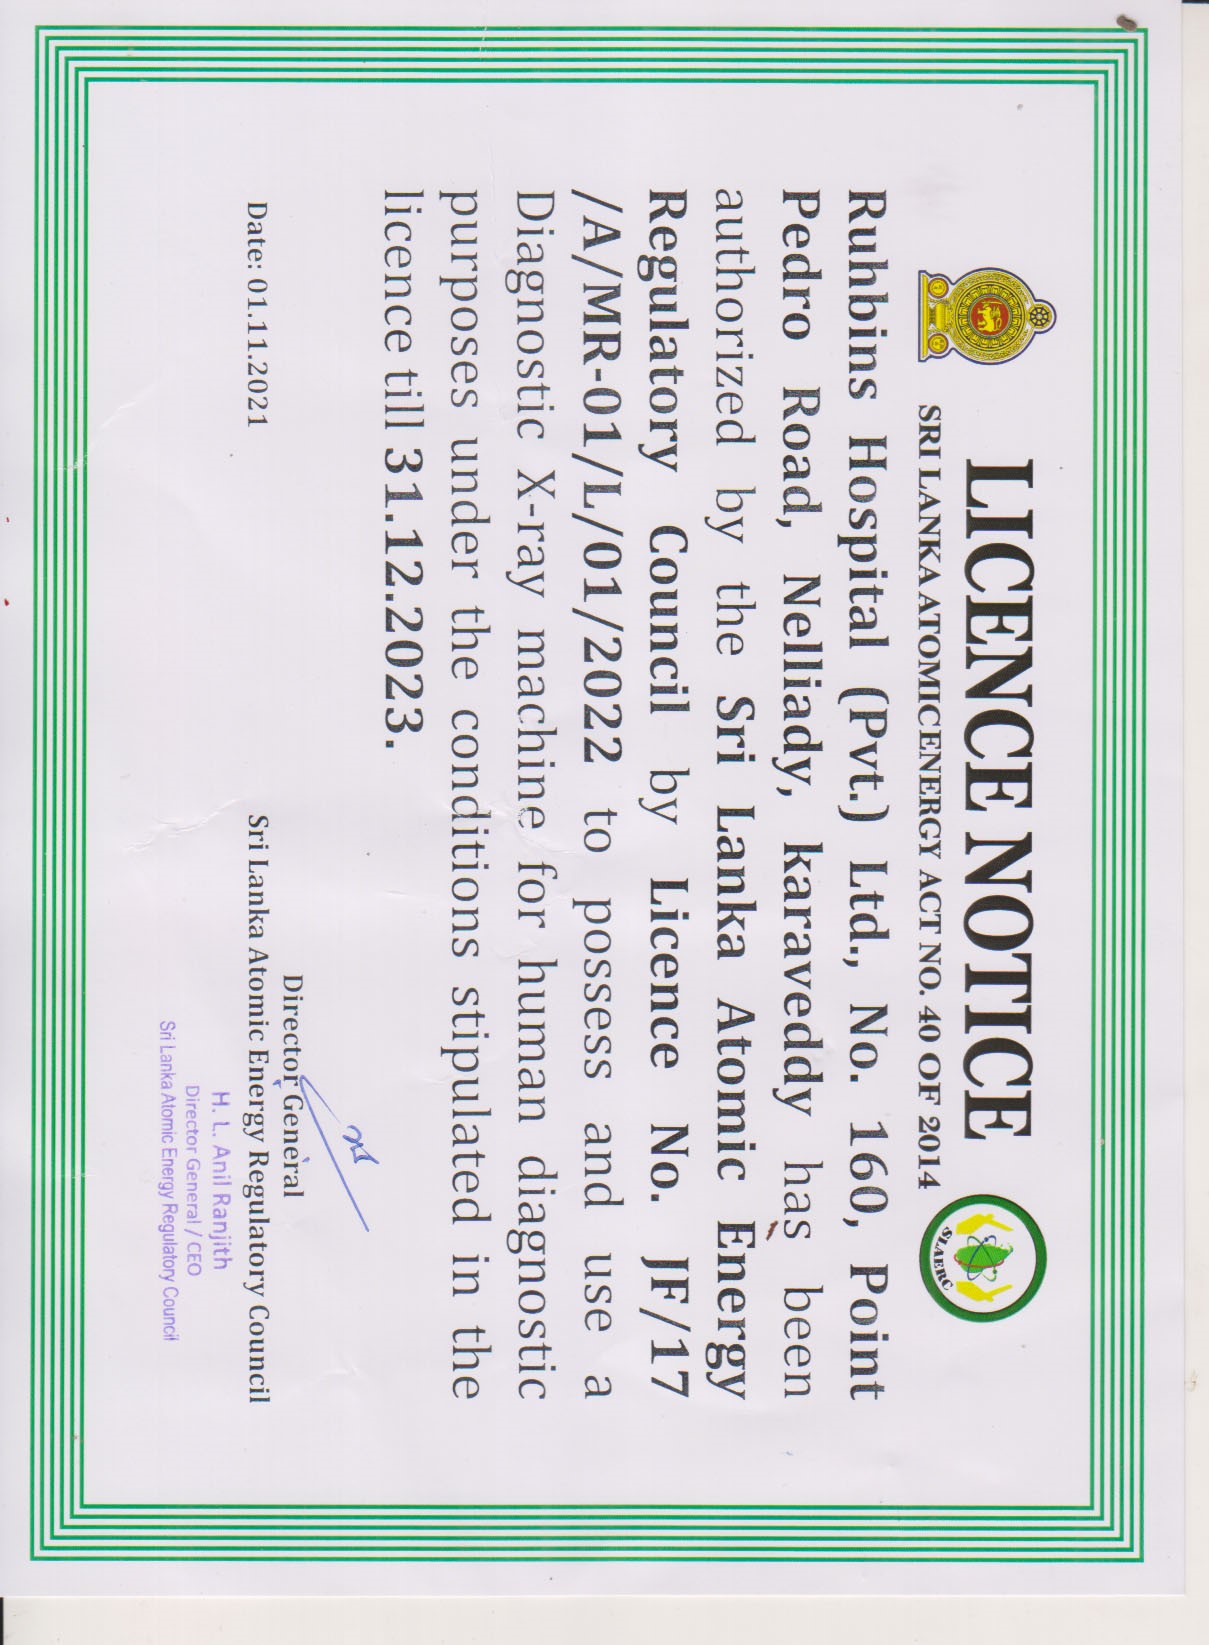 LICENCE NOTICE
SRI LANKA ATOMICENERGY ACT NO. 40 OF 2014
SLAERC
Ruhbins Hospital (Pvt.) Ltd., No. 160, Point
Pedro Road, Nelliady, karaveddy has been
authorized by the Sri Lanka Atomic Energy
Regulatory Council by Licence No. JF/17
/A/MR-01/L/01/2022 to possess and use a
Diagnostic X-ray machine for human diagnostic
purposes under the conditions stipulated in the
licence till 31.12.2023.
Director General
Date: 01.11.2021 Sri Lanka Atomic Energy Regulatory Council
H. L. Anil Ranjith
Director General / CEO
Sri Lanka Atomic Energy Regulatory Council